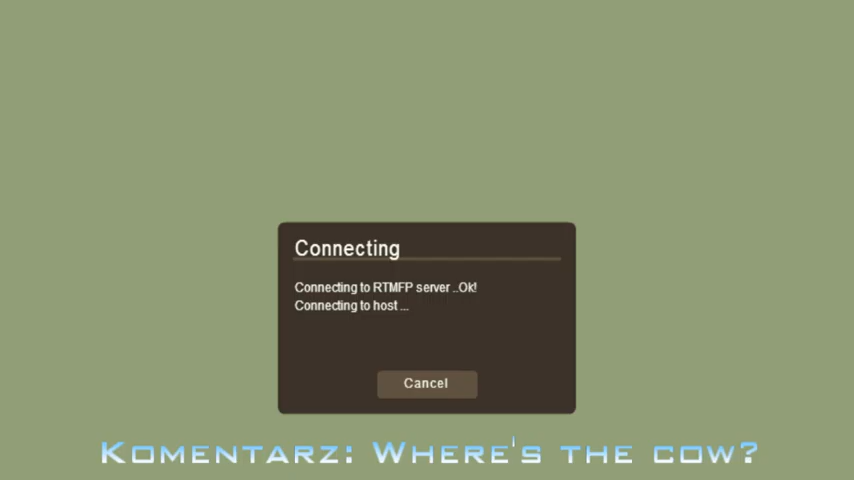 Connecting
Connecting to RTMFP server ..Ok!
Connecting to host ...
Cancel
Komentarz: Where's the cow?